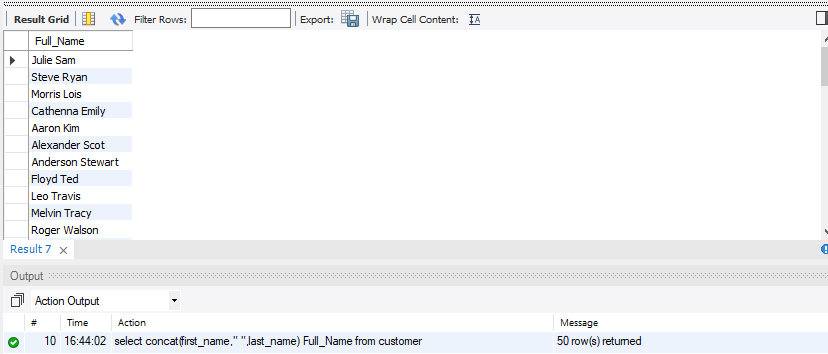 Result Grid Filter Rows: Export: Wrap Cell Content:
Full_Name
Julie Sam
Steve Ryan
Morris Lois
Cathenna Emily
Aaron Kim
Alexander Scot
Anderson Stewart
Floyd Ted
Leo Travis
Melvin Tracy
Roger Walson
Result 7
Output
Action Output
# Time Action Message
10 16:44:02 select concat(first_name," ",last_name) Full_Name from customer 50 row(s) returned